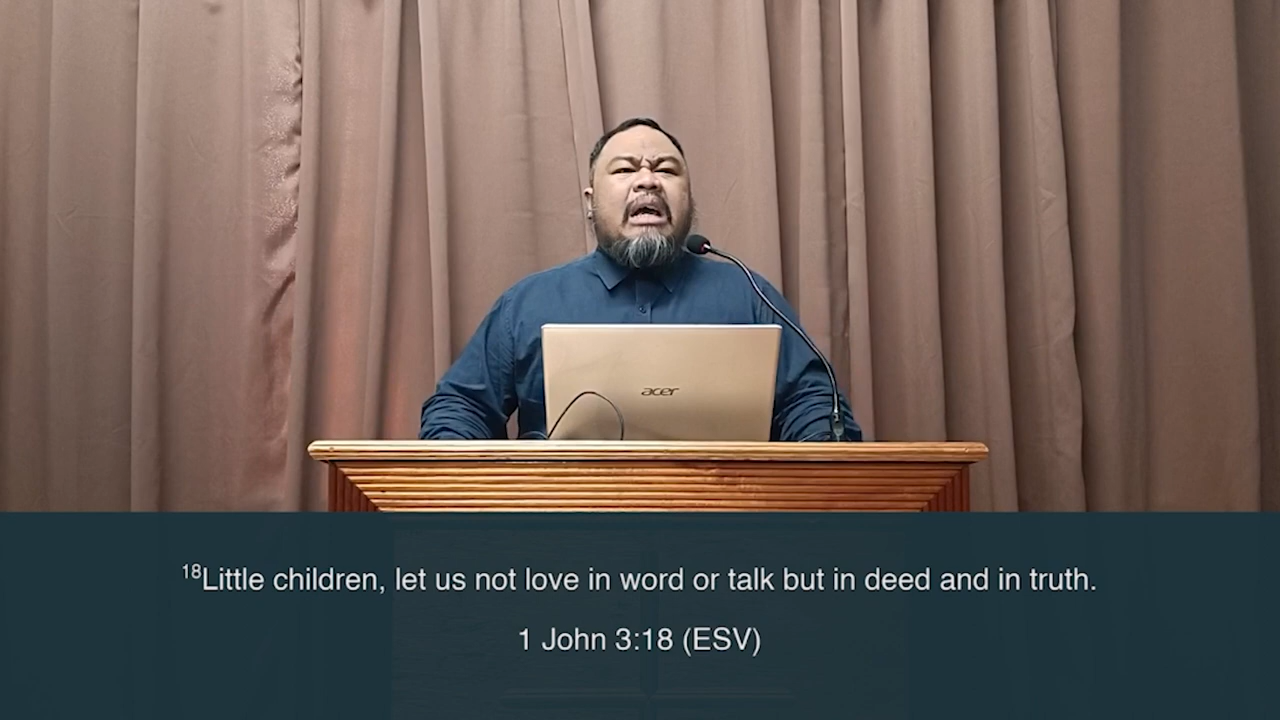 acer
18Little children, let us not love in word or talk but in deed and in truth.
1 John 3:18 (ESV)